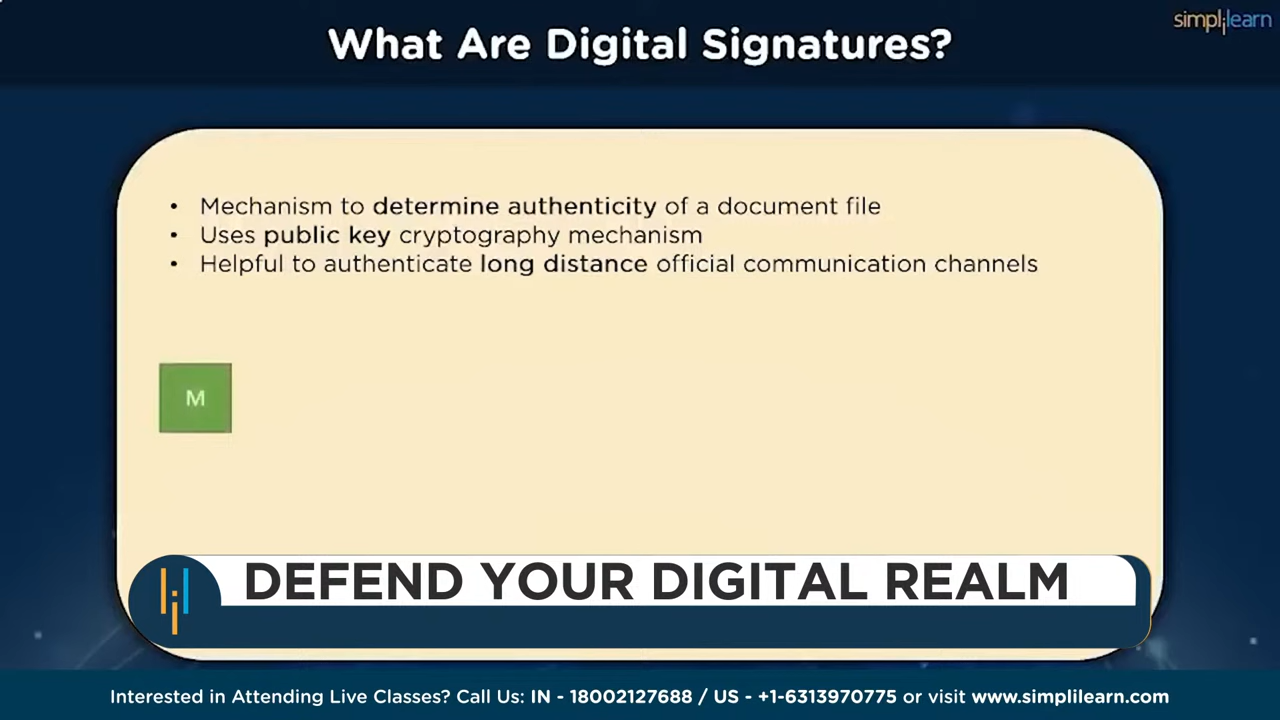 simplilearn
What Are Digital Signatures?
• Mechanism to determine authenticity of a document file
• Uses public key cryptography mechanism
• Helpful to authenticate long distance official communication channels
M
DEFEND YOUR DIGITAL REALM
Interested in Attending Live Classes? Call Us: IN - 18002127688 / US - +1-6313970775 or visit www.simplilearn.com